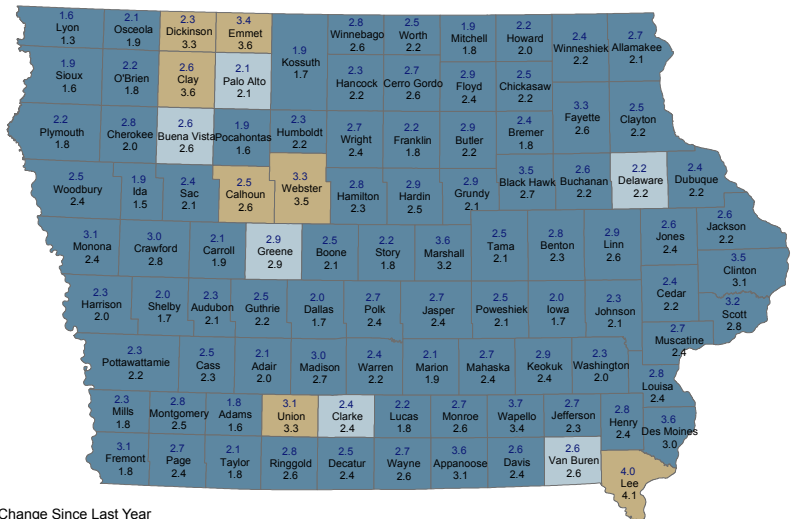 1.6
Lyon
1.3
2.1
Osceola
1.9
2.3
Dickinson
3.3
3.4
Emmet
3.6
1.9
Kossuth
1.7
2.8
Winnebago
2.6
2.5
Worth
2.2
1.9
Mitchell
1.8
2.2
Howard
2.0
2.4
Winneshiek
2.2
2.7
Allamakee
2.1
1.9
Sioux
1.6
2.2
O'Brien
1.8
2.6
Clay
3.6
2.1
Palo Alto
2.1
2.3
Hancock
2.2
2.7
Cerro Gordo
2.6
2.9
Floyd
2.4
2.5
Chickasaw
2.2
3.3
Fayette
2.6
2.5
Clayton
2.2
2.2
Plymouth
1.8
2.8
Cherokee
2.0
2.6
Buena Vista
2.6
1.9
Pocahontas
1.6
2.3
Humboldt
2.2
2.7
Wright
2.4
2.2
Franklin
1.8
2.9
Butler
2.2
2.4
Bremer
1.8
2.5
Woodbury
2.4
1.9
Ida
1.5
2.4
Sac
2.1
2.5
Calhoun
2.6
3.3
Webster
3.5
2.8
Hamilton
2.3
2.9
Hardin
2.5
2.9
Grundy
2.1
3.5
Black Hawk
2.7
2.6
Buchanan
2.2
2.2
Delaware
2.2
2.4
Dubuque
2.2
3.1
Monona
2.4
3.0
Crawford
2.8
2.1
Carroll
1.9
2.9
Greene
2.9
2.5
Boone
2.1
2.2
Story
1.8
3.6
Marshall
3.2
2.5
Tama
2.1
2.8
Benton
2.3
2.9
Linn
2.6
2.6
Jones
2.4
2.6
Jackson
2.2
3.5
Clinton
3.1
2.3
Harrison
2.0
2.0
Shelby
1.7
2.3
Audubon
2.1
2.5
Guthrie
2.2
2.0
Dallas
1.7
2.7
Polk
2.4
2.7
Jasper
2.4
2.5
Poweshiek
2.1
2.0
Iowa
1.7
2.3
Johnson
2.1
2.4
Cedar
2.2
3.2
Scott
2.8
2.7
Muscatine
2.4
2.3
Pottawattamie
2.2
2.5
Cass
2.3
2.1
Adair
2.0
3.0
Madison
2.7
2.4
Warren
2.2
2.1
Marion
1.9
2.7
Mahaska
2.4
2.9
Keokuk
2.4
2.3
Washington
2.0
2.8
Louisa
2.4
2.3
Mills
1.8
2.8
Montgomery
2.5
1.8
Adams
1.6
3.1
Union
3.3
2.4
Clarke
2.4
2.2
Lucas
1.8
2.7
Monroe
2.6
3.7
Wapello
3.4
2.7
Jefferson
2.3
2.8
Henry
2.4
3.6
Des Moines
3.0
3.1
Fremont
1.8
2.7
Page
2.4
2.1
Taylor
1.8
2.8
Ringgold
2.6
2.5
Decatur
2.4
2.7
Wayne
2.6
3.6
Appanoose
3.1
2.6
Davis
2.4
2.6
Van Buren
2.6
4.0
Lee
4.1
Change Since Last Year